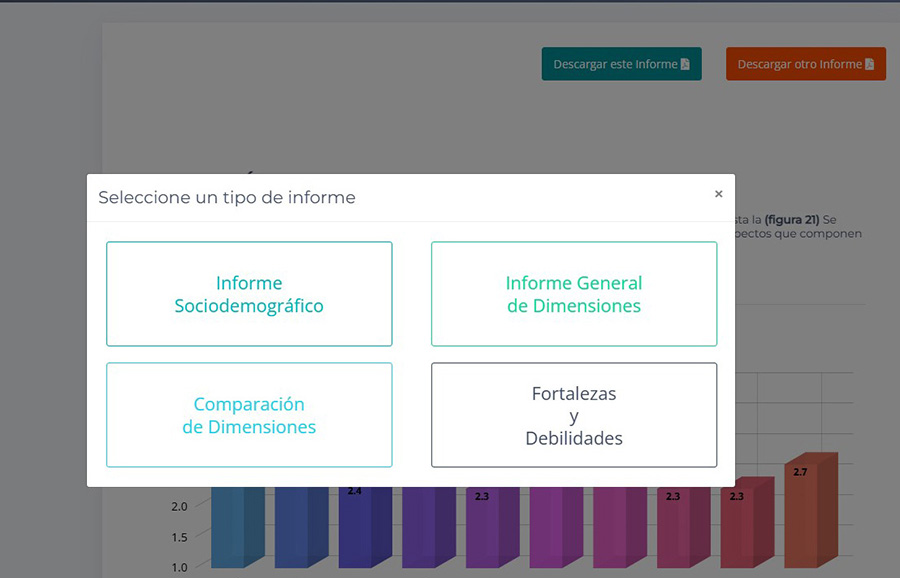 Descargar este Informe
Descargar otro Informe
Seleccione un tipo de informe
×
sta la (figura 21) Se
pectos que componen
Informe
Sociodemográfico
Informe General
de Dimensiones
Comparación
de Dimensiones
Fortalezas
y
Debilidades
2.7
2.4
2.3
2.3
2.3
2.0
1.5
1.0